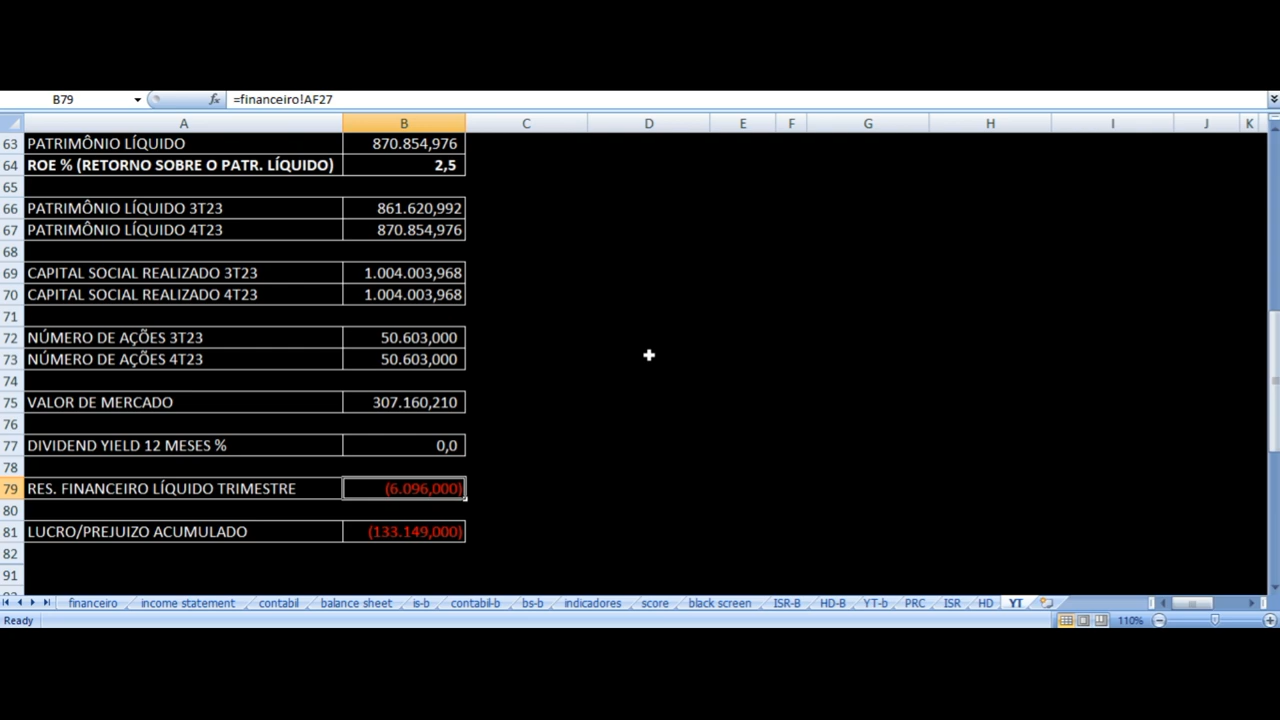 B79 fx =financeiro!AF27
A B C D E F G H I J K
63 PATRIMÔNIO LÍQUIDO 870.854,976
64 ROE % (RETORNO SOBRE O PATR. LÍQUIDO) 2,5
65
66 PATRIMÔNIO LÍQUIDO 3T23 861.620,992
67 PATRIMÔNIO LÍQUIDO 4T23 870.854,976
68
69 CAPITAL SOCIAL REALIZADO 3T23 1.004.003,968
70 CAPITAL SOCIAL REALIZADO 4T23 1.004.003,968
71
72 NÚMERO DE AÇÕES 3T23 50.603,000
73 NÚMERO DE AÇÕES 4T23 50.603,000
74
75 VALOR DE MERCADO 307.160,210
76
77 DIVIDEND YIELD 12 MESES % 0,0
78
79 RES. FINANCEIRO LÍQUIDO TRIMESTRE (6.096,000)
80
81 LUCRO/PREJUIZO ACUMULADO (133.149,000)
82
91
financeiro income statement contabil balance sheet is-b contabil-b bs-b indicadores score black screen ISR-B HD-B YT-b PRC ISR HD YT
Ready 110%